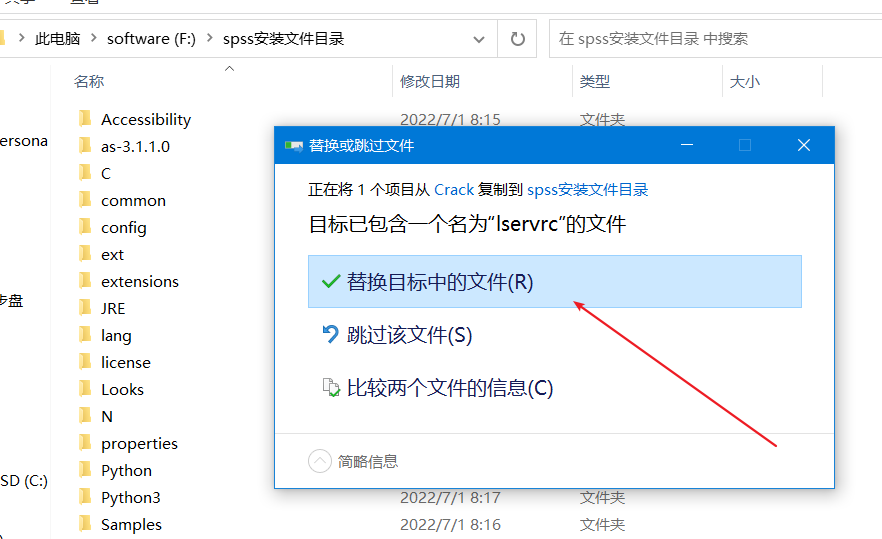 此电脑 > software (F:) > spss安装文件目录
在 spss安装文件目录 中搜索
名称 修改日期 类型 大小
Accessibility 2022/7/1 8:15 文件夹
ersona
as-3.1.1.0
C
common
config
ext
extensions
步盘
JRE
lang
license
Looks
N
properties
Python
SD (C:)
Python3 2022/7/1 8:17 文件夹
Samples 2022/7/1 8:16 文件夹
替换或跳过文件
正在将 1 个项目从 Crack 复制到 spss安装文件目录
目标已包含一个名为“lservrc”的文件
替换目标中的文件(R)
跳过该文件(S)
比较两个文件的信息(C)
简略信息